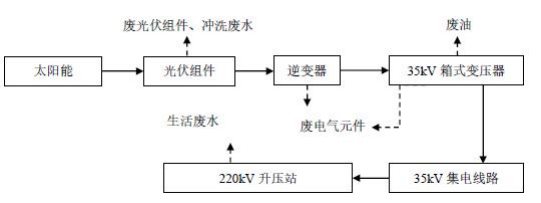 废光伏组件、冲洗废水
废油
太阳能
光伏组件
逆变器
35kV 箱式变压器
生活废水
废电气元件
220kV 升压站
35kV 集电线路